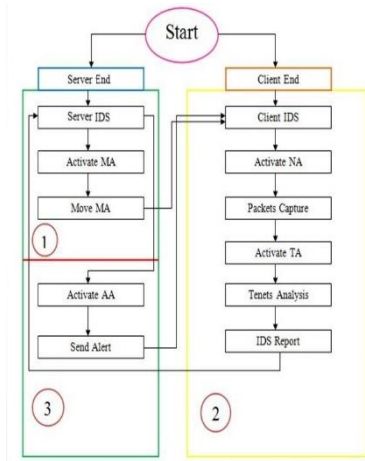 Start
Server End
Client End
Server IDS
Client IDS
Activate MA
Activate NA
Move MA
Packets Capture
1
Activate TA
Activate AA
Tenets Analysis
Send Alert
IDS Report
3
2